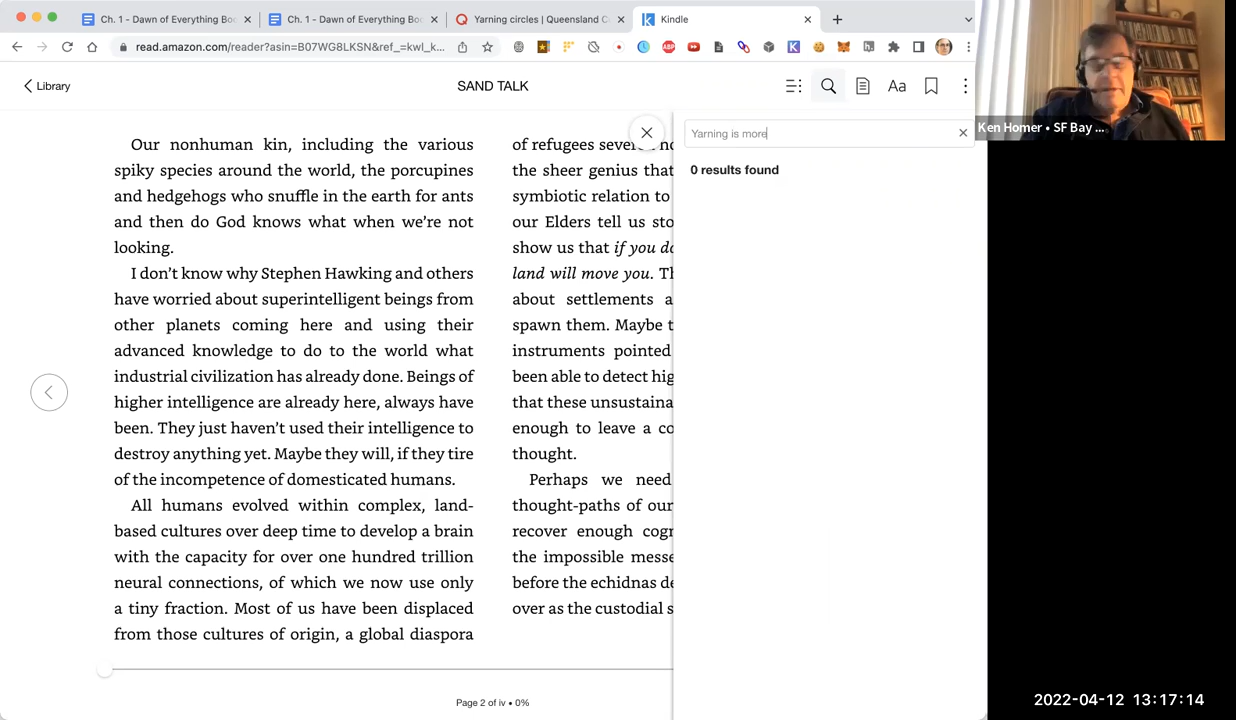 Ch. 1 - Dawn of Everything Boo
Ch. 1 - Dawn of Everything Boo
Yarning circles | Queensland C
Kindle
read.amazon.com/reader?asin=B07WG8LKSN&ref_=kwl_k...
Library
SAND TALK
Aa
Our nonhuman kin, including the various
spiky species around the world, the porcupines
and hedgehogs who snuffle in the earth for ants
and then do God knows what when we're not
looking.
I don't know why Stephen Hawking and others
have worried about superintelligent beings from
other planets coming here and using their
advanced knowledge to do to the world what
industrial civilization has already done. Beings of
higher intelligence are already here, always have
been. They just haven't used their intelligence to
destroy anything yet. Maybe they will, if they tire
of the incompetence of domesticated humans.
All humans evolved within complex, land-
based cultures over deep time to develop a brain
with the capacity for over one hundred trillion
neural connections, of which we now use only
a tiny fraction. Most of us have been displaced
from those cultures of origin, a global diaspora
of refugees
the sheer genius that
symbiotic relation to
our Elders tell us sto
show us that if you do
land will move you. Th
about settlements a
spawn them. Maybe t
instruments pointed
been able to detect hig
that these unsustaina
enough to leave a co
thought.
Perhaps we need
thought-paths of our
recover enough cogn
the impossible messe
before the echidnas de
over as the custodial s
Yarning is more
0 results found
Page 2 of iv • 0%
Ken Homer • SF Bay ...
2022-04-12 13:17:14